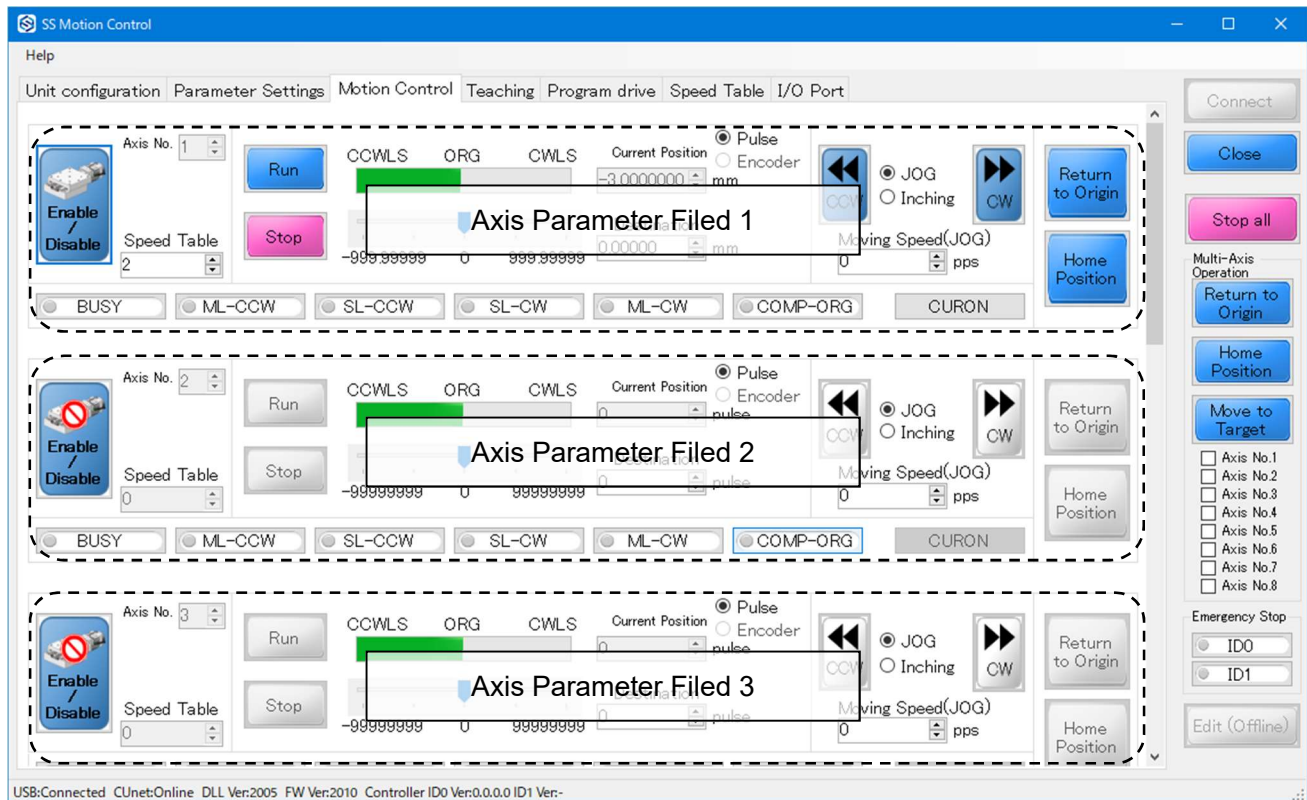 SS Motion Control
Help
Unit configuration Parameter Settings Motion Control Teaching Program drive Speed Table I/O Port
Axis No. 1
Enable / Disable
Speed Table
2
Run
Stop
CCWLS ORG CWLS
-999.99999 0 999.99999
Current Position
Pulse
Encoder
-3.0000000 mm
Axis Parameter Filed 1
Destination
0.00000 mm
CCW
JOG
Inching
CW
Moving Speed(JOG)
0 pps
Return to Origin
Home Position
BUSY ML-CCW SL-CCW SL-CW ML-CW COMP-ORG CURON
Axis No. 2
Enable / Disable
Speed Table
0
Run
Stop
CCWLS ORG CWLS
-99999999 0 99999999
Current Position
Pulse
Encoder
0 pulse
Axis Parameter Filed 2
Destination
0 pulse
CCW
JOG
Inching
CW
Moving Speed(JOG)
0 pps
Return to Origin
Home Position
BUSY ML-CCW SL-CCW SL-CW ML-CW COMP-ORG CURON
Axis No. 3
Enable / Disable
Speed Table
0
Run
Stop
CCWLS ORG CWLS
-99999999 0 99999999
Current Position
Pulse
Encoder
0 pulse
Axis Parameter Filed 3
Destination
0 pulse
CCW
JOG
Inching
CW
Moving Speed(JOG)
0 pps
Return to Origin
Home Position
Connect
Close
Stop all
Multi-Axis Operation
Return to Origin
Home Position
Move to Target
Axis No.1
Axis No.2
Axis No.3
Axis No.4
Axis No.5
Axis No.6
Axis No.7
Axis No.8
Emergency Stop
ID0
ID1
Edit (Offline)
USB:Connected CUnet:Online DLL Ver:2005 FW Ver:2010 Controller ID0 Ver:0.0.0.0 ID1 Ver:-